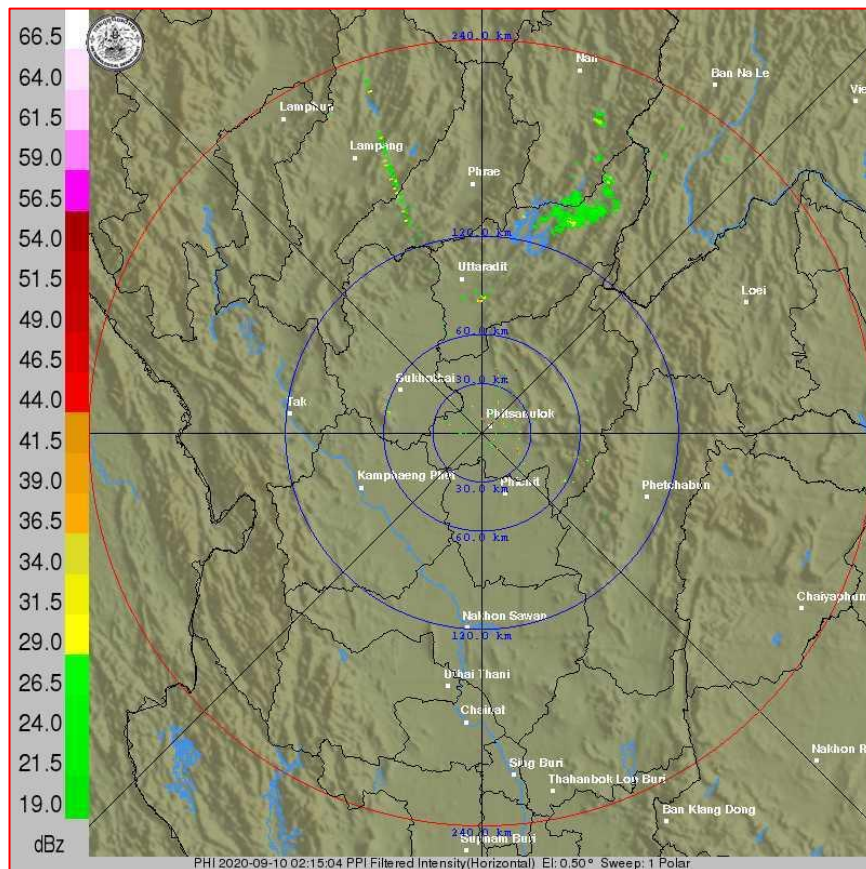 66.5
64.0
61.5
59.0
56.5
54.0
51.5
49.0
46.5
44.0
41.5
39.0
36.5
34.0
31.5
29.0
26.5
24.0
21.5
19.0
dBz
240.0 km
Nan
Ban Na Le
Vie
Lamphun
Lampang
Phrae
120.0 km
Uttaradit
Loei
60.0 km
30.0 km
Sukhothai
Tak
Phitsanulok
Kamphaeng Phet
Phichit
30.0 km
Phetchabun
60.0 km
Chaiyaphum
Nakhon Sawan
120.0 km
Uthai Thani
Chainat
Nakhon R
Sing Buri
Thahanbok Lop Buri
Ban Klang Dong
240.0 km
Suphan Buri
PHI 2020-09-10 02:15:04 PPI Filtered Intensity(Horizontal) El: 0.50° Sweep: 1 Polar